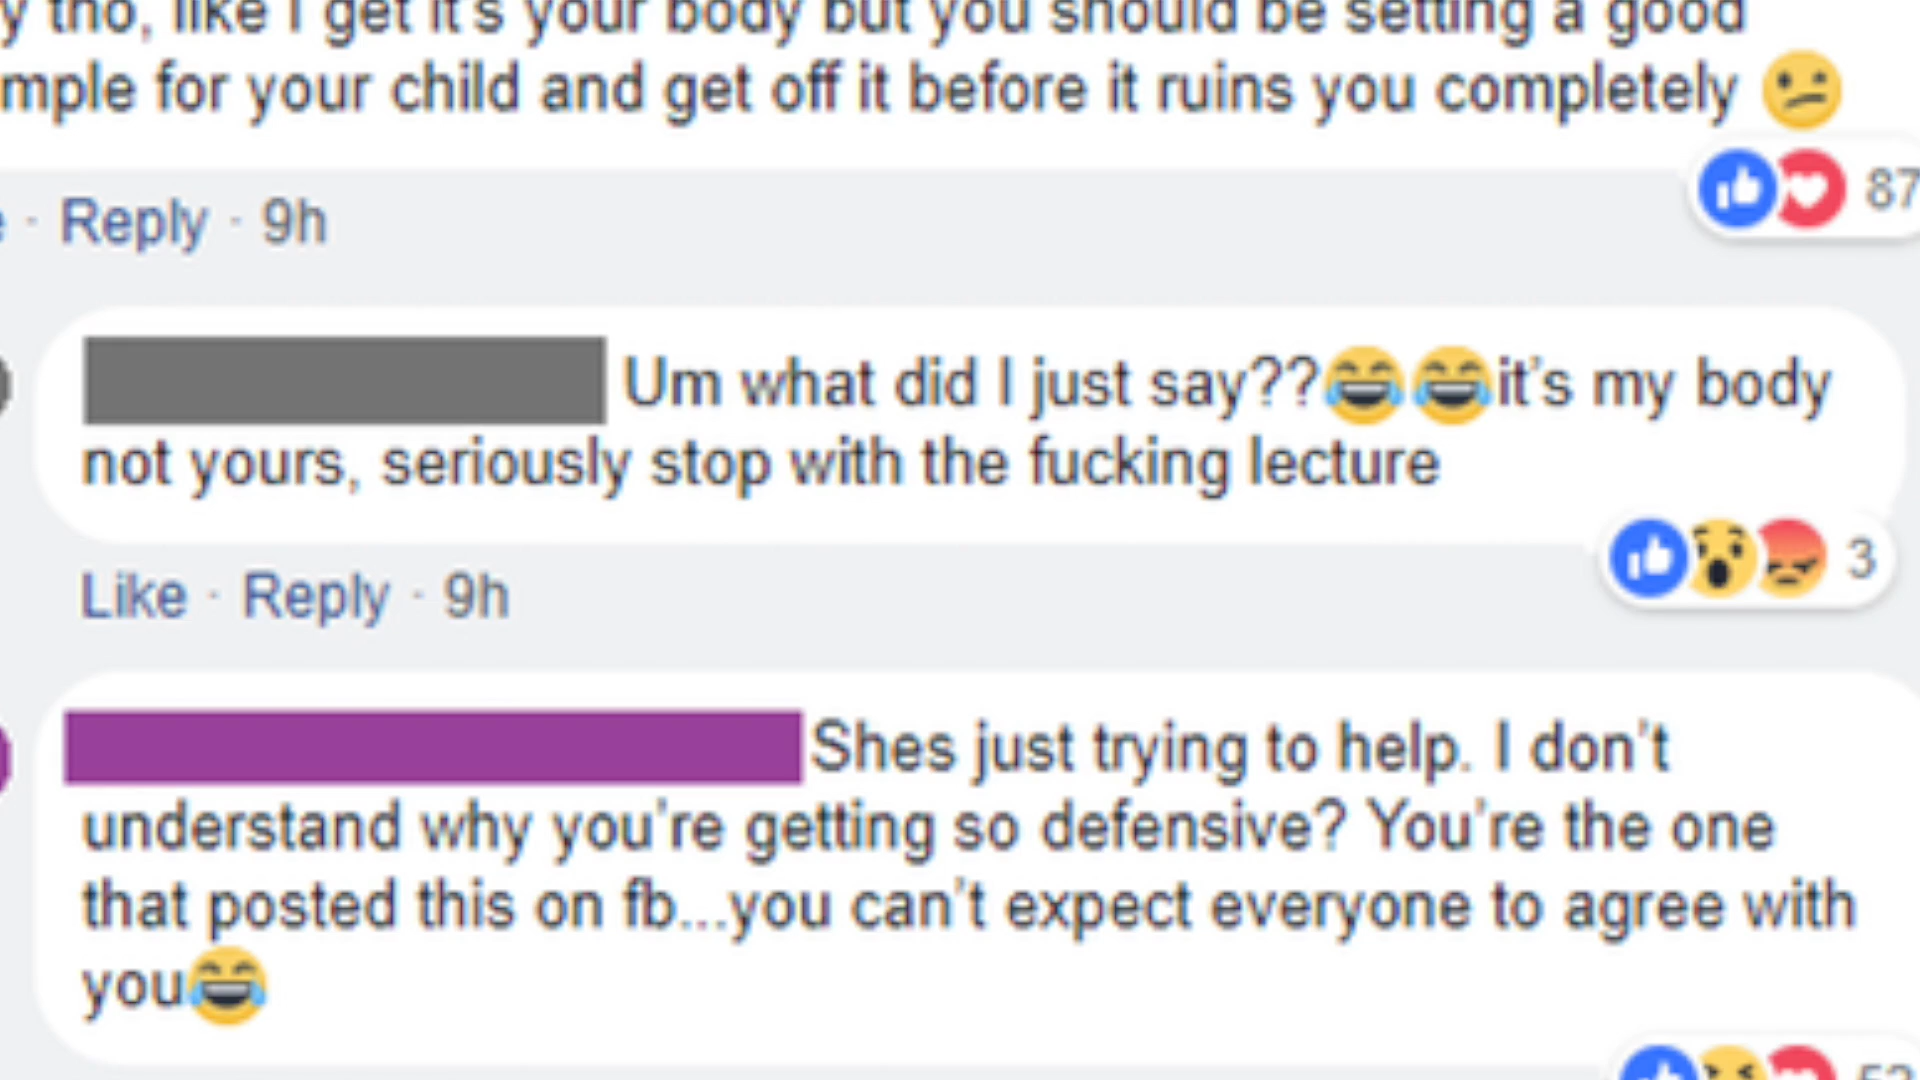 y tho, like I get it's your body but you should be setting a good
mple for your child and get off it before it ruins you completely 😕
87
· Reply · 9h
Um what did I just say??😂😂it's my body
not yours, seriously stop with the fucking lecture
3
Like · Reply · 9h
Shes just trying to help. I don't
understand why you're getting so defensive? You're the one
that posted this on fb...you can't expect everyone to agree with
you😂